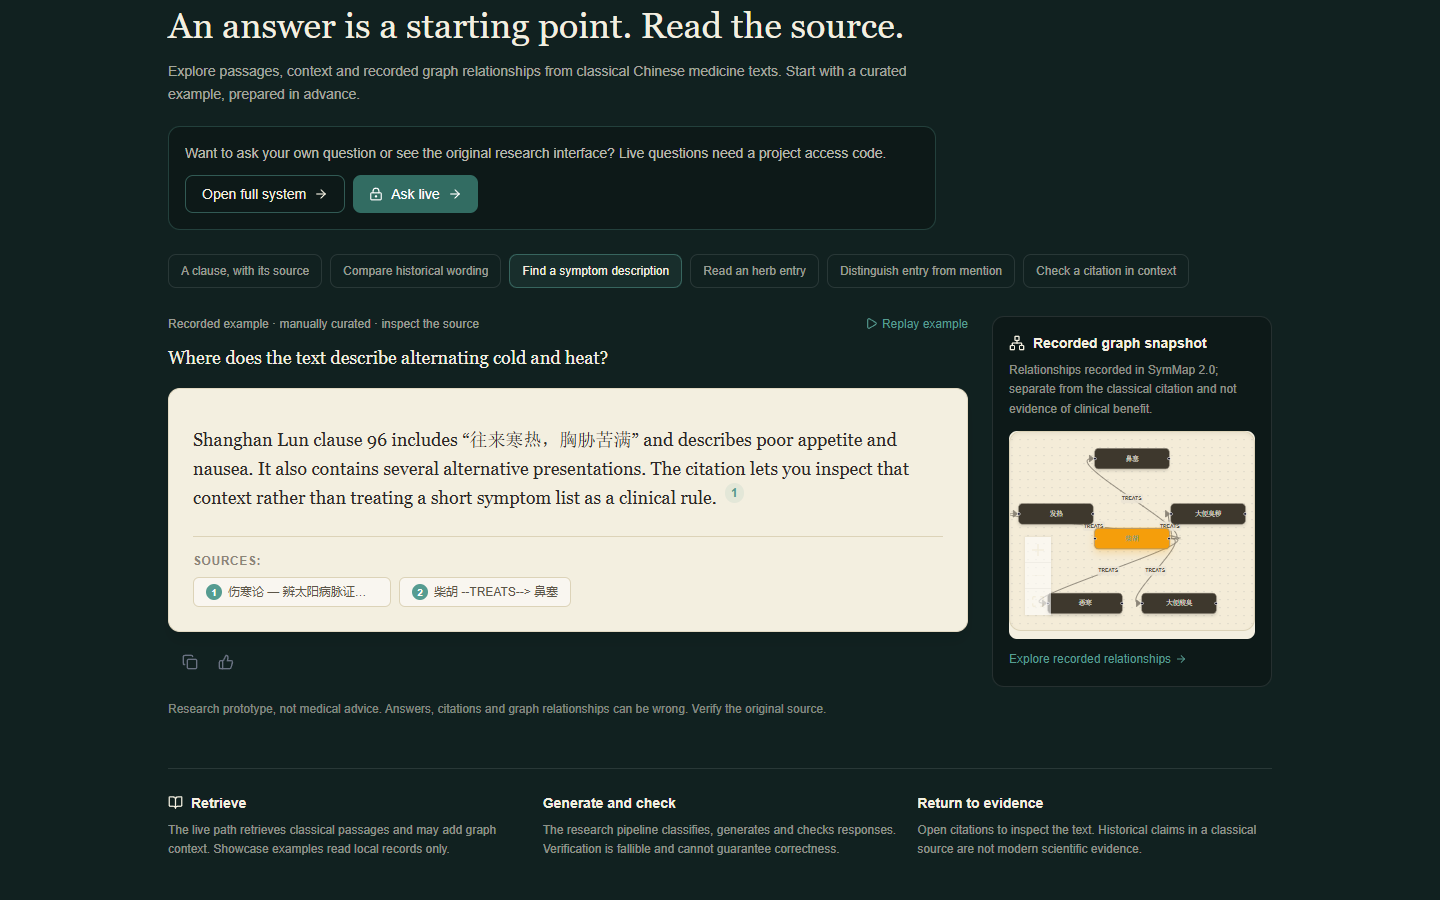 An answer is a starting point. Read the source.
Explore passages, context and recorded graph relationships from classical Chinese medicine texts. Start with a curated
example, prepared in advance.
Want to ask your own question or see the original research interface? Live questions need a project access code.
Open full system
Ask live
A clause, with its source
Compare historical wording
Find a symptom description
Read an herb entry
Distinguish entry from mention
Check a citation in context
Recorded example · manually curated · inspect the source
Replay example
Where does the text describe alternating cold and heat?
Shanghan Lun clause 96 includes “往来寒热，胸胁苦满” and describes poor appetite and
nausea. It also contains several alternative presentations. The citation lets you inspect that
context rather than treating a short symptom list as a clinical rule. 1
SOURCES:
1 伤寒论 — 辨太阳病脉证…
2 柴胡 --TREATS--> 鼻塞
Recorded graph snapshot
Relationships recorded in SymMap 2.0;
separate from the classical citation and not
evidence of clinical benefit.
鼻塞
TREATS
发热
TREATS
TREATS
TREATS
TREATS
Explore recorded relationships
Research prototype, not medical advice. Answers, citations and graph relationships can be wrong. Verify the original source.
Retrieve
The live path retrieves classical passages and may add graph
context. Showcase examples read local records only.
Generate and check
The research pipeline classifies, generates and checks responses.
Verification is fallible and cannot guarantee correctness.
Return to evidence
Open citations to inspect the text. Historical claims in a classical
source are not modern scientific evidence.